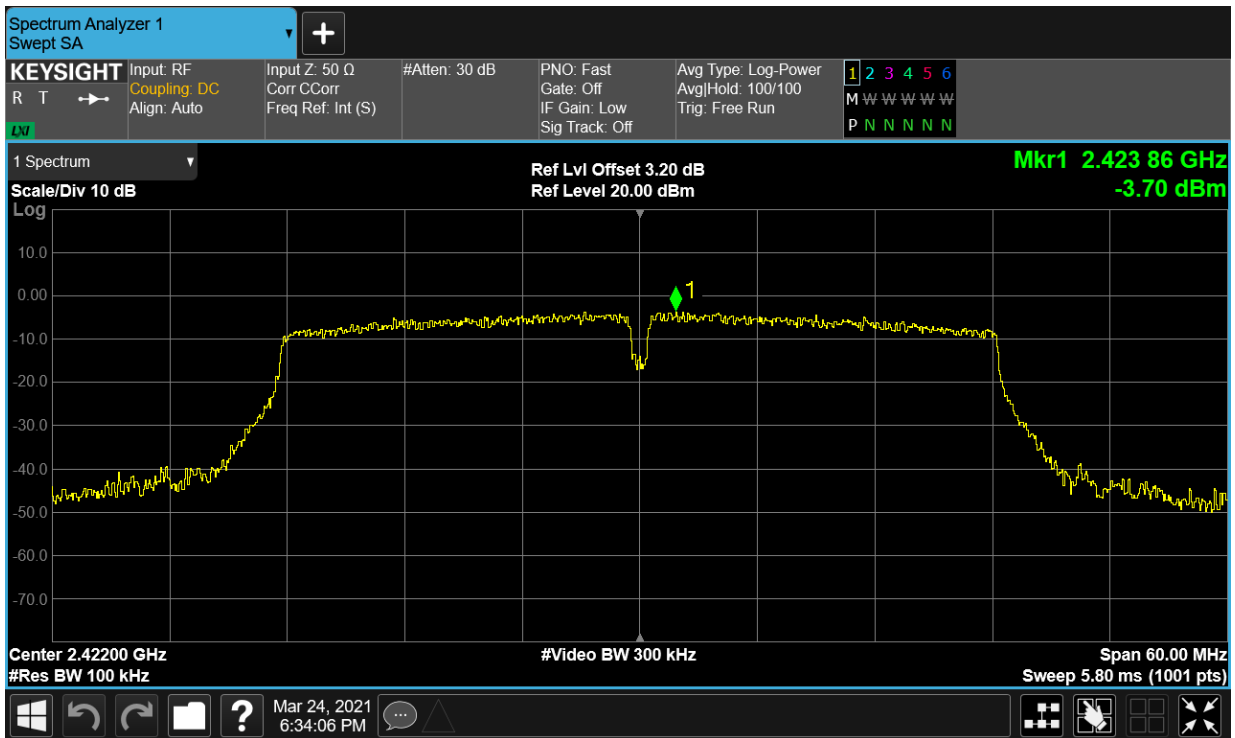 Spectrum Analyzer 1
Swept SA
+
KEYSIGHT
R T
LXI
Input: RF
Coupling: DC
Align: Auto
Input Z: 50 Ω
Corr CCorr
Freq Ref: Int (S)
#Atten: 30 dB
PNO: Fast
Gate: Off
IF Gain: Low
Sig Track: Off
Avg Type: Log-Power
Avg|Hold: 100/100
Trig: Free Run
1 2 3 4 5 6
M W W W W W
P N N N N N
1 Spectrum
Scale/Div 10 dB
Log
Ref Lvl Offset 3.20 dB
Ref Level 20.00 dBm
Mkr1 2.423 86 GHz
-3.70 dBm
10.0
0.00
-10.0
-20.0
-30.0
-40.0
-50.0
-60.0
-70.0
1
Center 2.42200 GHz
#Res BW 100 kHz
#Video BW 300 kHz
Span 60.00 MHz
Sweep 5.80 ms (1001 pts)
?
Mar 24, 2021
6:34:06 PM